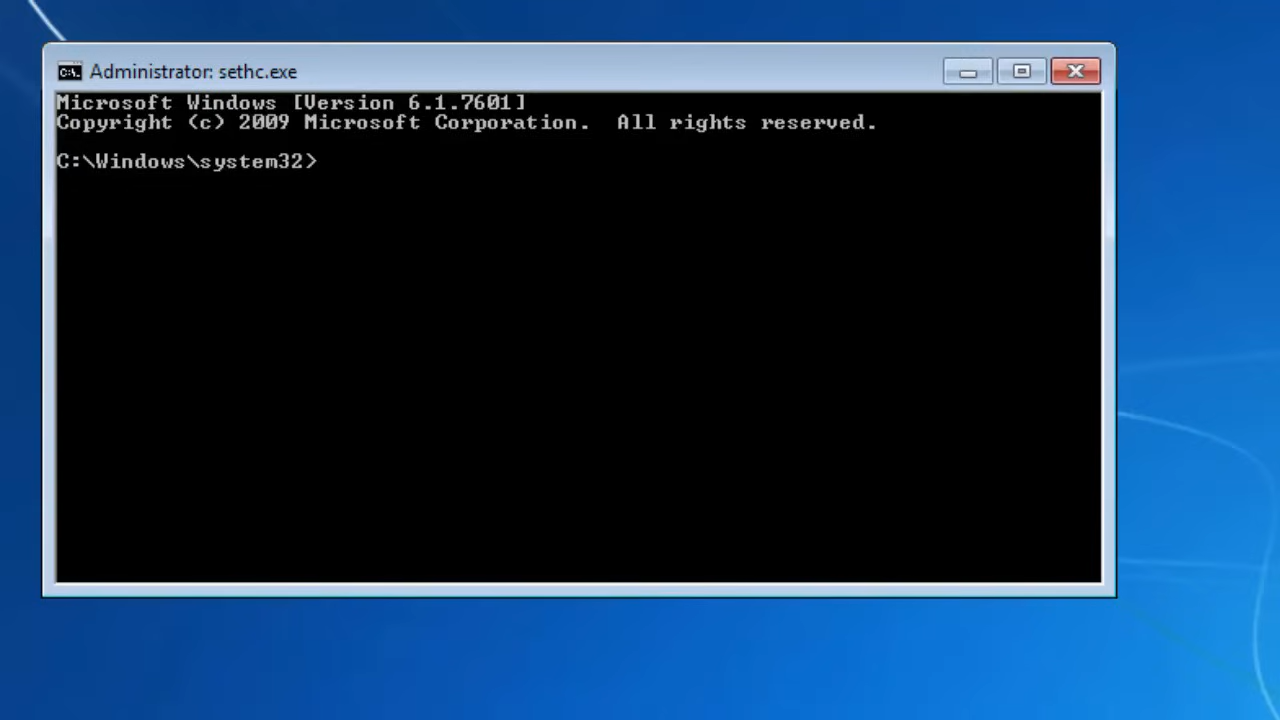 Administrator: sethc.exe
Microsoft Windows [Version 6.1.7601]
Copyright (c) 2009 Microsoft Corporation.  All rights reserved.
C:\Windows\system32>